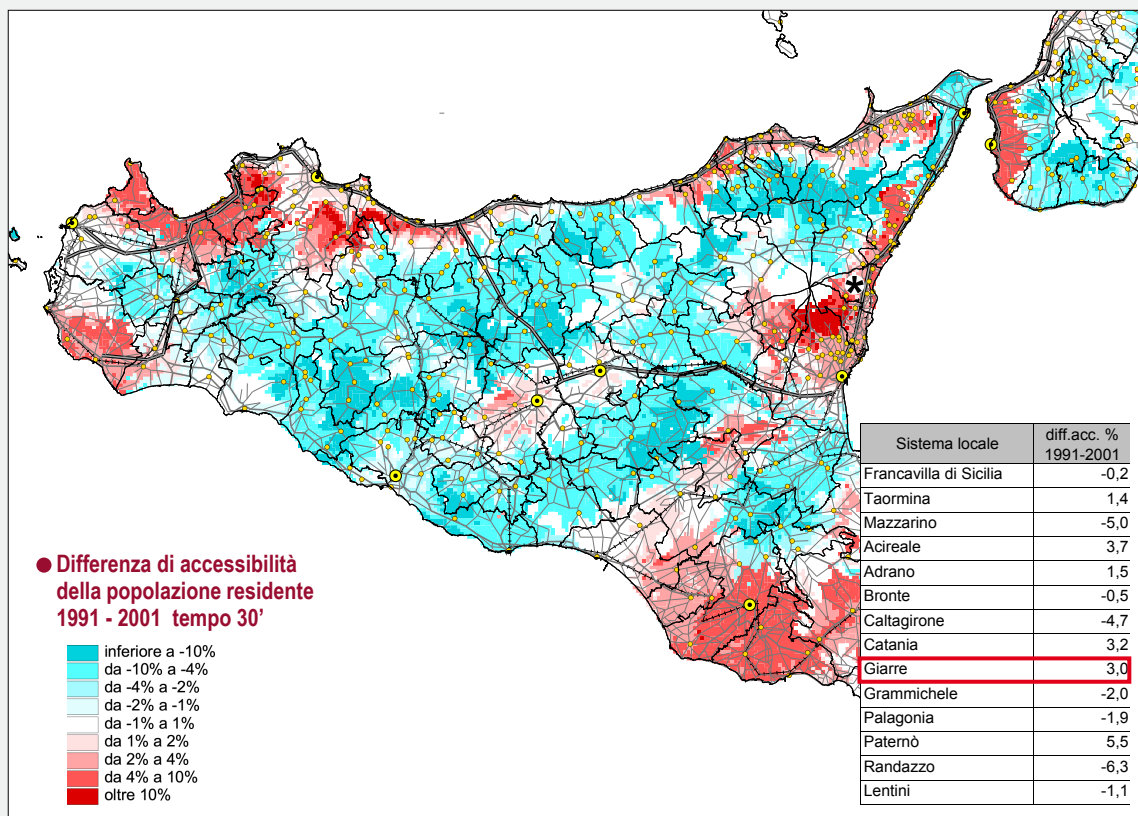 Sistema locale diff.acc. % 1991-2001
Francavilla di Sicilia -0,2
Taormina 1,4
Mazzarino -5,0
Acireale 3,7
Adrano 1,5
Bronte -0,5
Caltagirone -4,7
Catania 3,2
Giarre 3,0
Grammichele -2,0
Palagonia -1,9
Paternò 5,5
Randazzo -6,3
Lentini -1,1
Differenza di accessibilità
della popolazione residente
1991 - 2001 tempo 30’
inferiore a -10%
da -10% a -4%
da -4% a -2%
da -2% a -1%
da -1% a 1%
da 1% a 2%
da 2% a 4%
da 4% a 10%
oltre 10%